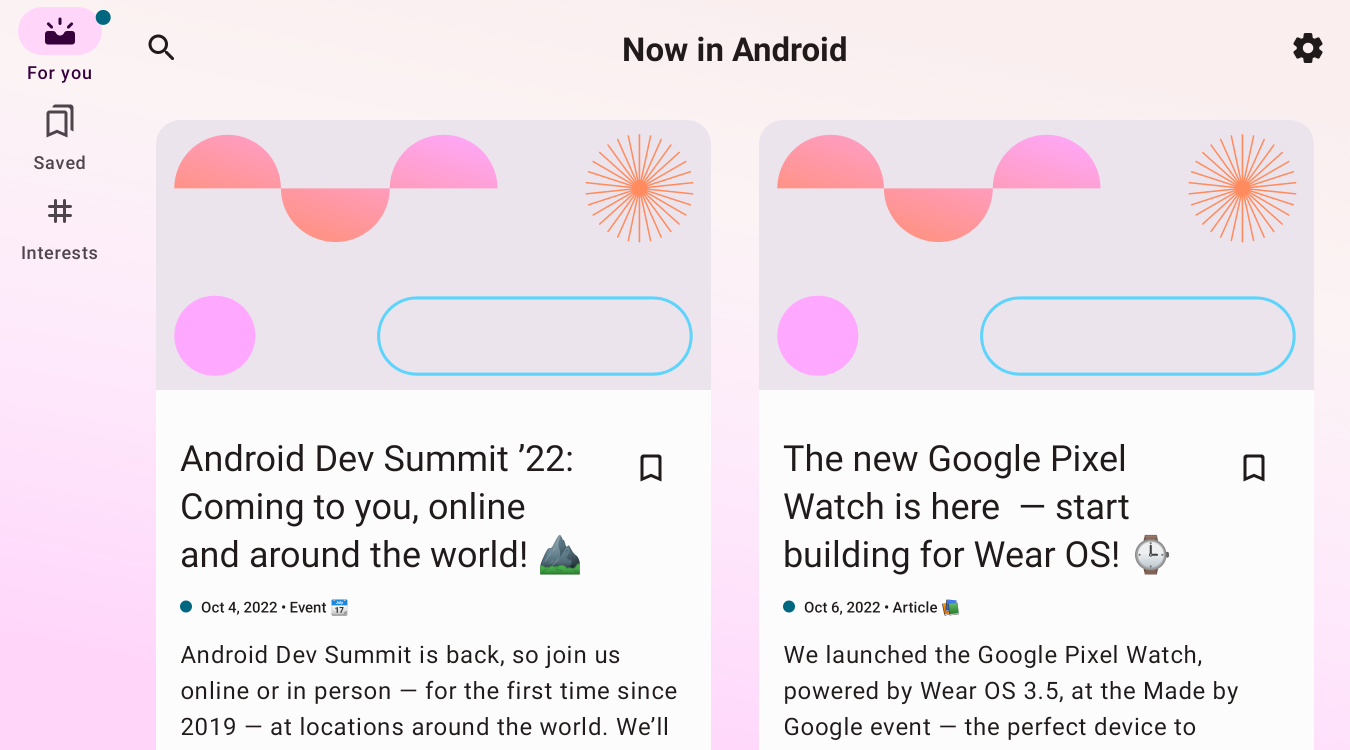 For you
Saved
Interests
Now in Android
Android Dev Summit ’22:
Coming to you, online
and around the world! ⛰️
Oct 4, 2022 • Event 📆
Android Dev Summit is back, so join us
online or in person — for the first time since
2019 — at locations around the world. We’ll
The new Google Pixel
Watch is here  — start
building for Wear OS! ⌚
Oct 6, 2022 • Article 📚
We launched the Google Pixel Watch,
powered by Wear OS 3.5, at the Made by
Google event — the perfect device to